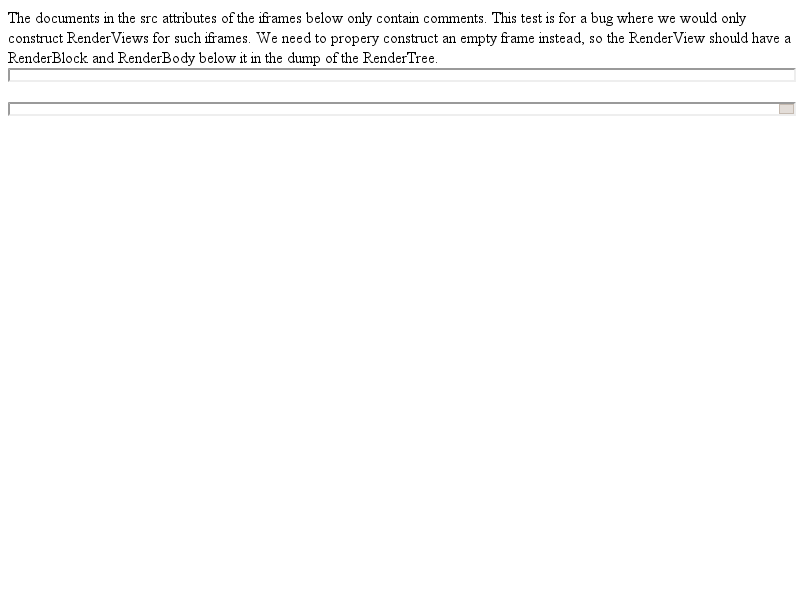 The documents in the src attributes of the iframes below only contain comments. This test is for a bug where we would only
construct RenderViews for such iframes. We need to propery construct an empty frame instead, so the RenderView should have a
RenderBlock and RenderBody below it in the dump of the RenderTree.